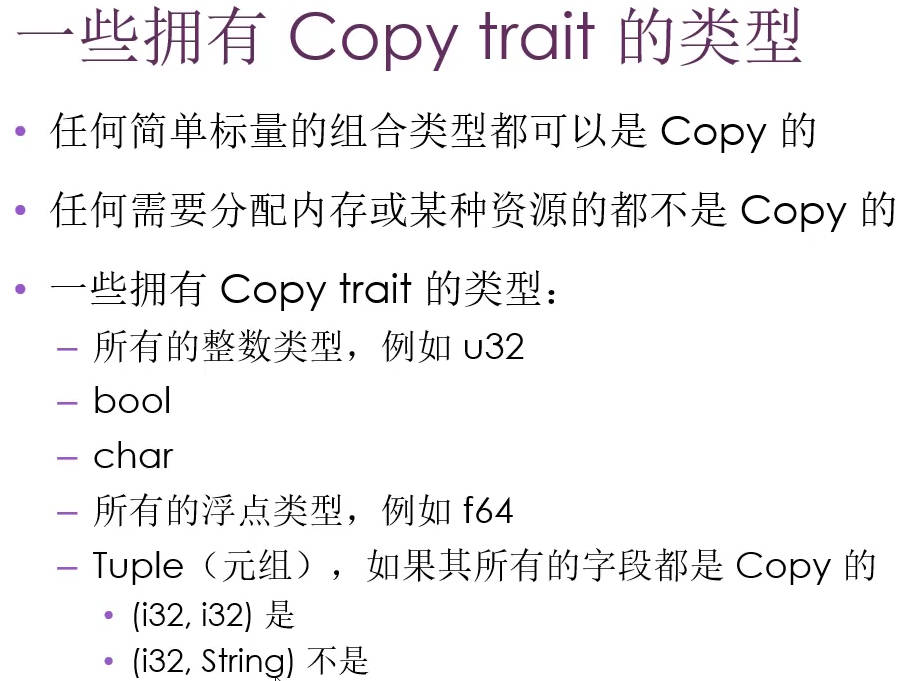 一些拥有 Copy trait 的类型
• 任何简单标量的组合类型都可以是 Copy 的
• 任何需要分配内存或某种资源的都不是 Copy 的
• 一些拥有 Copy trait 的类型：
– 所有的整数类型，例如 u32
– bool
– char
– 所有的浮点类型，例如 f64
– Tuple（元组），如果其所有的字段都是 Copy 的
• (i32, i32) 是
• (i32, String) 不是